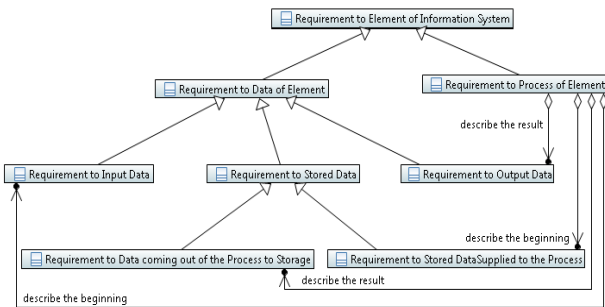 Requirement to Element of Information System
Requirement to Data of Element
Requirement to Process of Element
describe the result
Requirement to Input Data
Requirement to Stored Data
Requirement to Output Data
describe the beginning
Requirement to Data coming out of the Process to Storage
Requirement to Stored DataSupplied to the Process
describe the result
describe the beginning